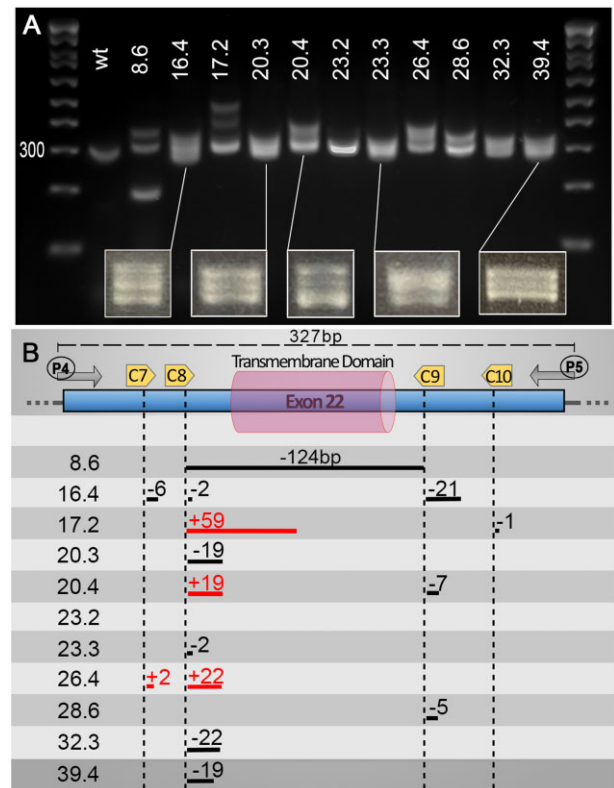 A
wt 8.6 16.4 17.2 20.3 20.4 23.2 23.3 26.4 28.6 32.3 39.4
300
B
327bp
P4 P5
C7 C8 Transmembrane Domain C9 C10
Exon 22
8.6 -124bp
16.4 -6 -2 -21
17.2 +59 -1
20.3 -19
20.4 +19 -7
23.2
23.3 -2
26.4 +2 +22
28.6 -5
32.3 -22
39.4 -19